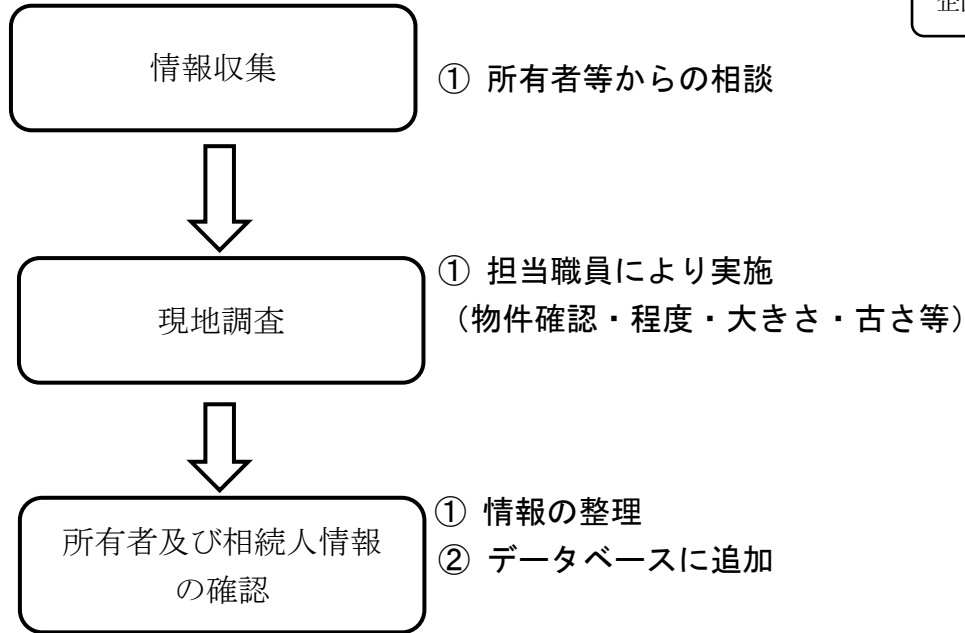 情報収集
① 所有者等からの相談
現地調査
① 担当職員により実施
（物件確認・程度・大きさ・古さ等）
所有者及び相続人情報
の確認
① 情報の整理
② データベースに追加